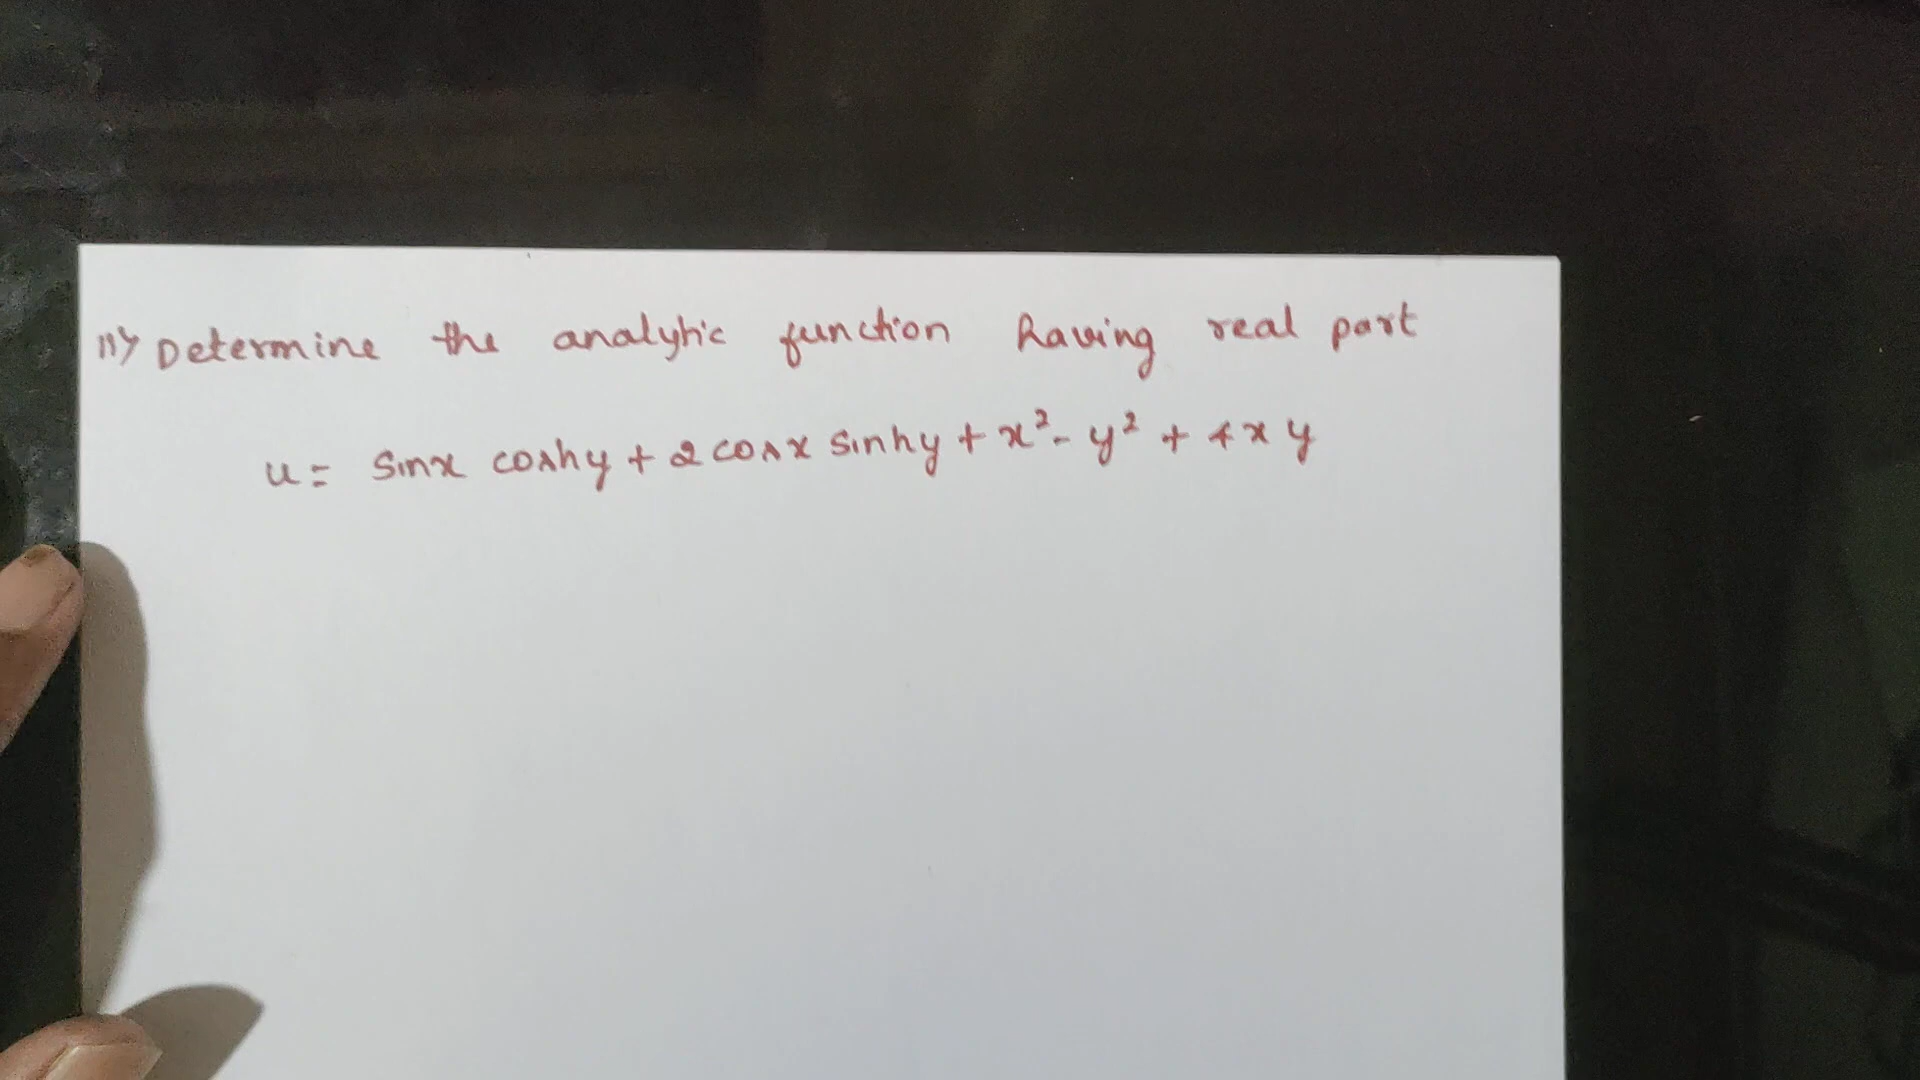 11) Determine the analytic function having real part
u = sinx coshy + 2 cosx sinhy + x² - y² + 4xy